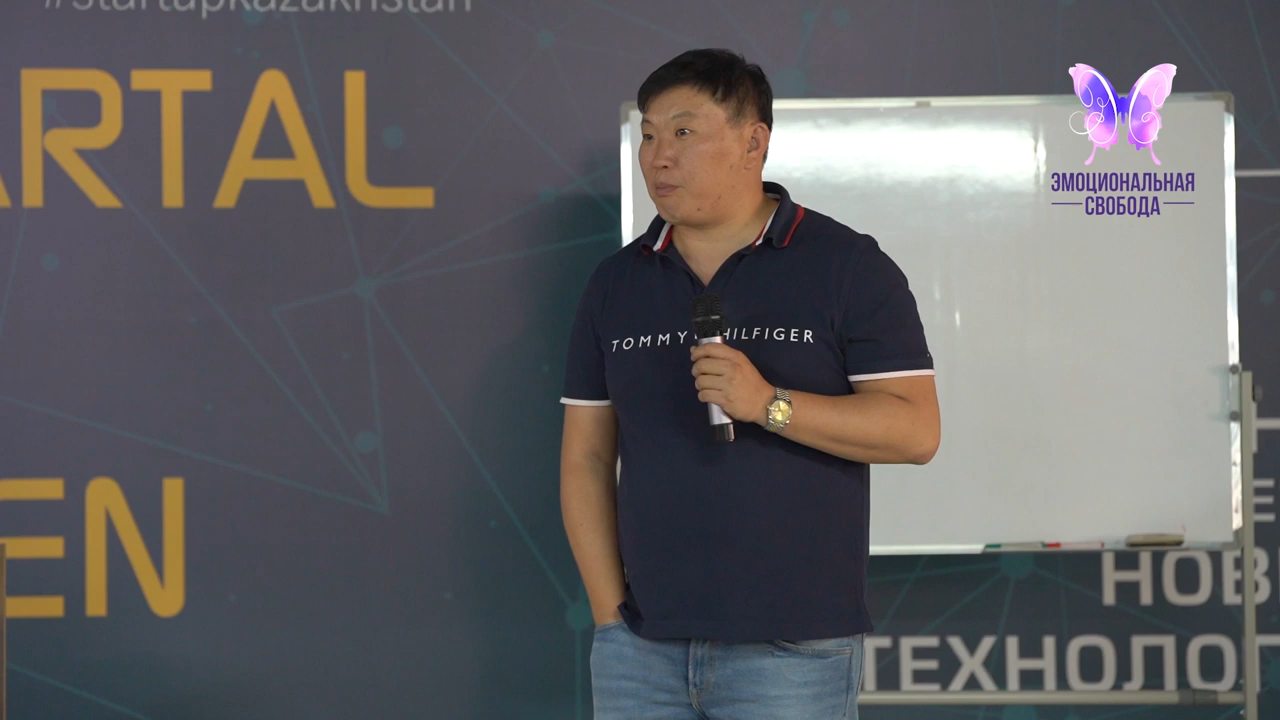 #startupkazakhstan
ARTAL
EN
TOMMY HILFIGER
ЭМОЦИОНАЛЬНАЯ
СВОБОДА
НОВ
ТЕХНОЛОГ